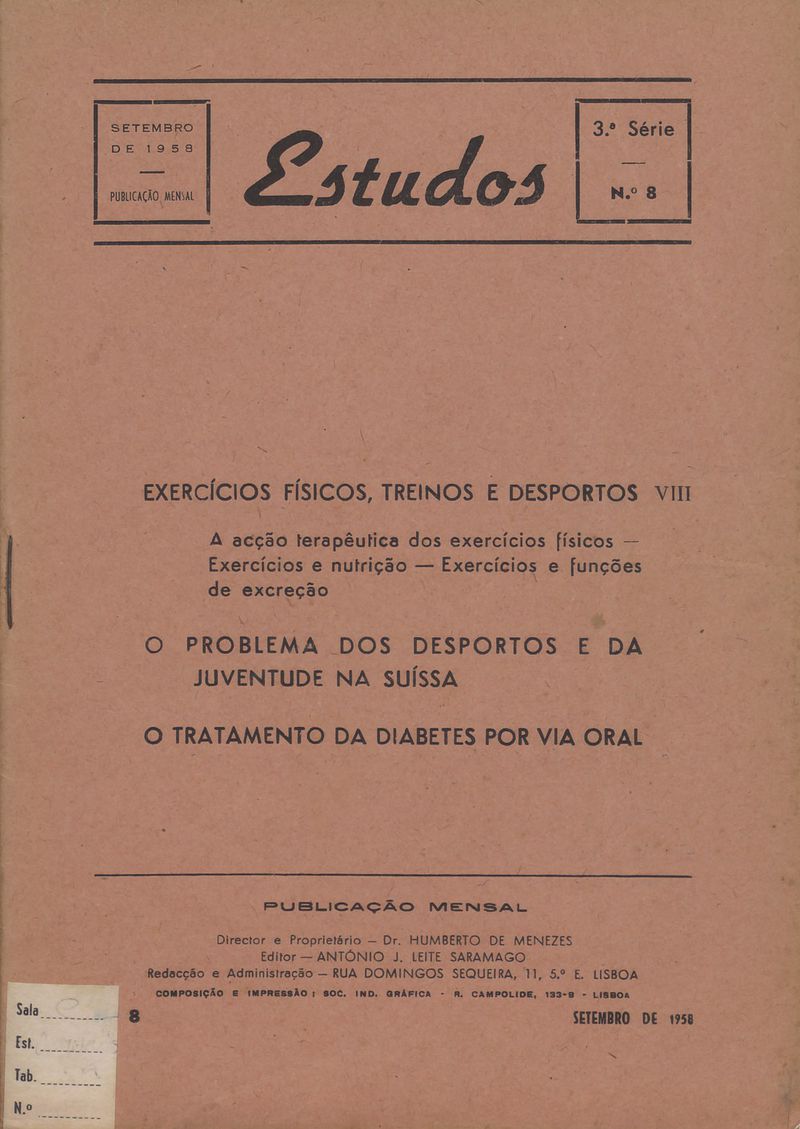 SETEMBRO
DE 1958
PUBLICAÇÃO MENSAL
Estudos
3.ª Série
N.º 8
EXERCÍCIOS FÍSICOS, TREINOS E DESPORTOS VIII
A acção terapêutica dos exercícios físicos —
Exercícios e nutrição — Exercícios e funções
de excreção
O PROBLEMA DOS DESPORTOS E DA
JUVENTUDE NA SUÍSSA
O TRATAMENTO DA DIABETES POR VIA ORAL
PUBLICAÇÃO MENSAL
Director e Proprietário — Dr. HUMBERTO DE MENEZES
Editor — ANTÓNIO J. LEITE SARAMAGO
Redacção e Administração — RUA DOMINGOS SEQUEIRA, 11, 5.º E. LISBOA
COMPOSIÇÃO E IMPRESSÃO: SOC. IND. GRÁFICA - R. CAMPOLIDE, 133-B - LISBOA
8 SETEMBRO DE 1958
Sala
Est.
Tab.
N.º